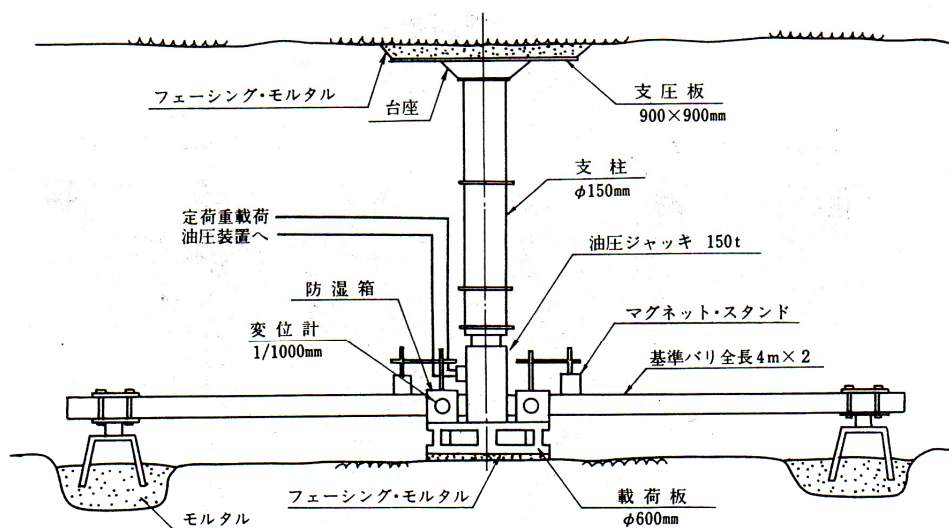 フェーシング・モルタル
台座
支圧板
900×900mm
支柱
φ150mm
定荷重載荷
油圧装置へ
油圧ジャッキ 150t
防湿箱
マグネット・スタンド
変位計
1/1000mm
基準バリ全長4m×2
フェーシング・モルタル
載荷板
φ600mm
モルタル